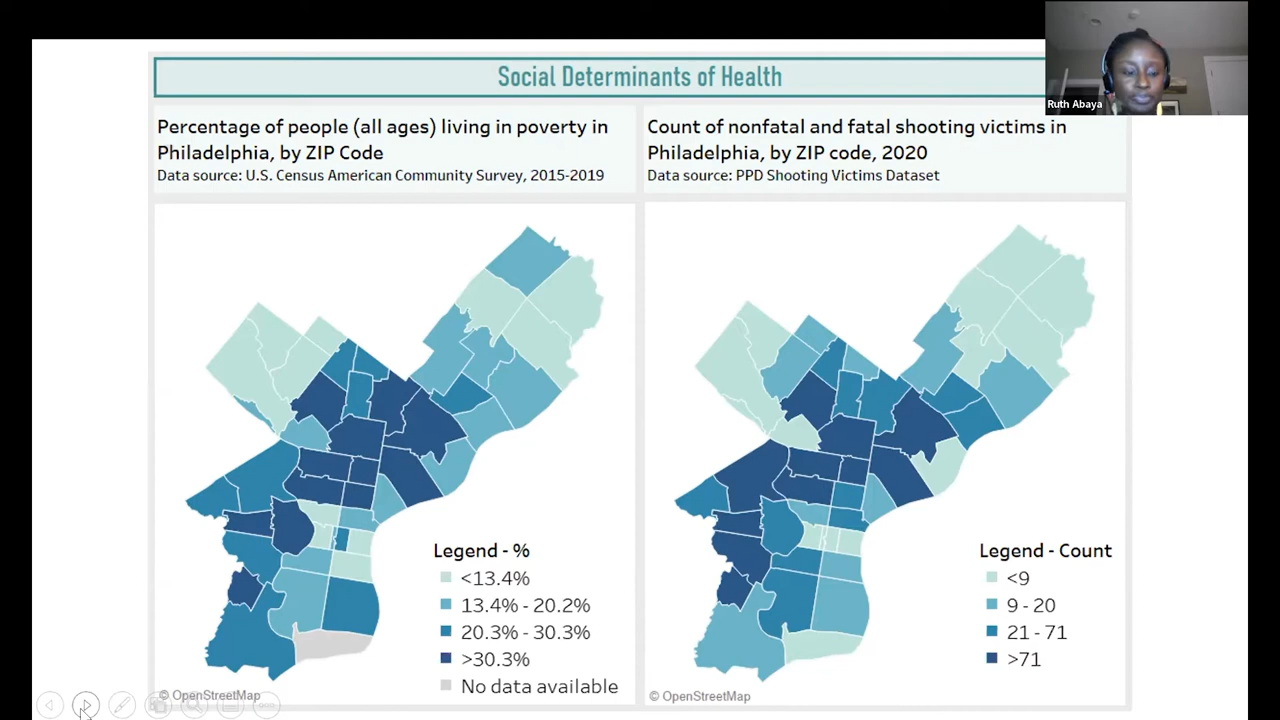 Social Determinants of Health
Ruth Abaya
Percentage of people (all ages) living in poverty in
Philadelphia, by ZIP Code
Data source: U.S. Census American Community Survey, 2015-2019
Count of nonfatal and fatal shooting victims in
Philadelphia, by ZIP code, 2020
Data source: PPD Shooting Victims Dataset
Legend - %
<13.4%
13.4% - 20.2%
20.3% - 30.3%
>30.3%
No data available
© OpenStreetMap
Legend - Count
<9
9 - 20
21 - 71
>71
© OpenStreetMap